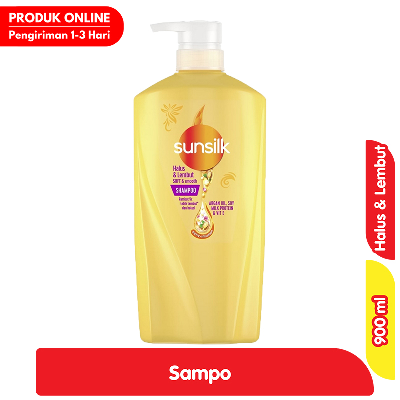 PRODUK ONLINE
Pengiriman 1-3 Hari
sunsilk
Halus
& Lembut
SOFT & SMOOTH
SHAMPOO
ARGAN OIL, SOY
MILK PROTEIN
& VIT E
Halus & Lembut
900 ml
Sampo